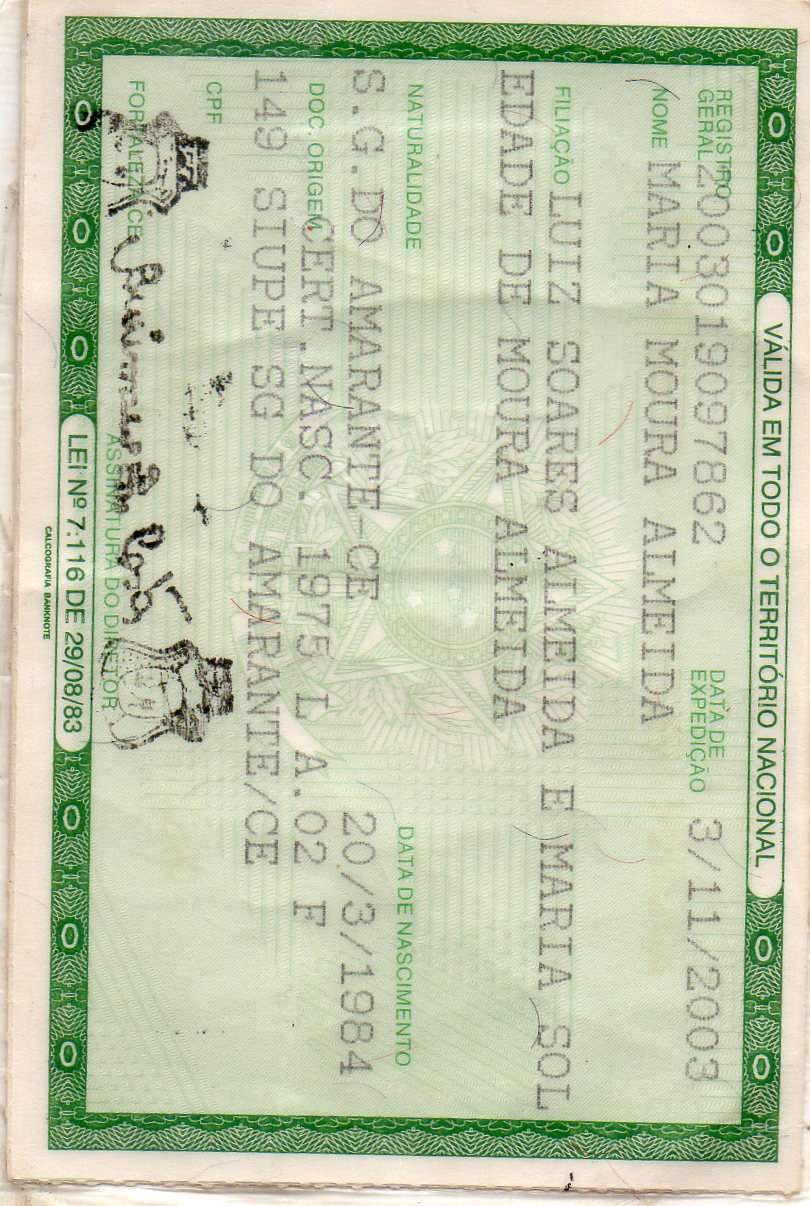 VÁLIDA EM TODO O TERRITÓRIO NACIONAL
REGISTRO GERAL 2003019097862 DATA DE EXPEDIÇÃO 3/11/2003
NOME MARIA MOURA ALMEIDA
FILIAÇÃO LUIZ SOARES ALMEIDA E MARIA SOL
EDADE DE MOURA ALMEIDA
NATURALIDADE DATA DE NASCIMENTO
S.G.DO AMARANTE-CE 20/3/1984
DOC. ORIGEM CERT.NASC. 1975 L A.02 F
149 SIUPE SG DO AMARANTE/CE
CPF
FORTALEZA-CE
ASSINATURA DO DIRETOR
LEI Nº 7.116 DE 29/08/83
CALCOGRAFIA BANKNOTE